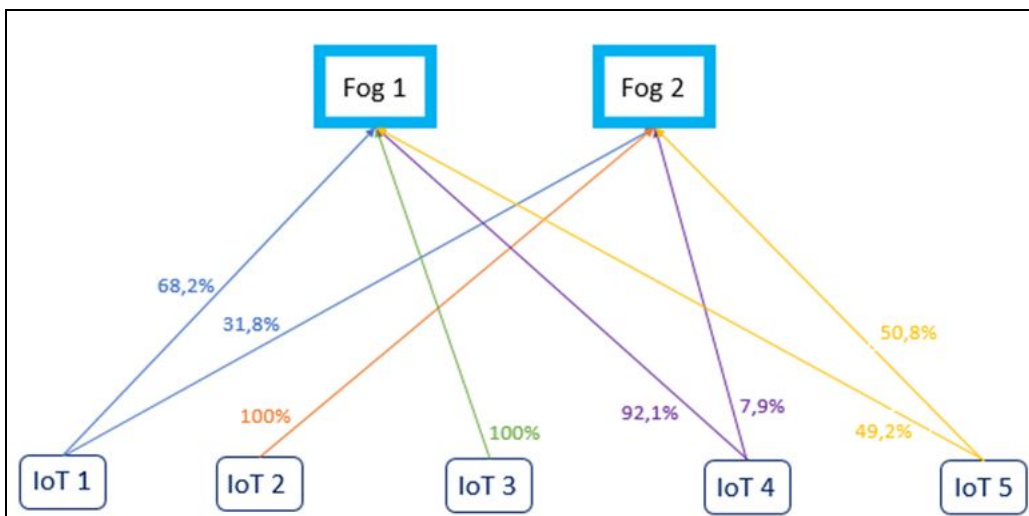 Fog 1
Fog 2
68,2%
31,8%
50,8%
100%
100%
92,1%
7,9%
49,2%
IoT 1
IoT 2
IoT 3
IoT 4
IoT 5